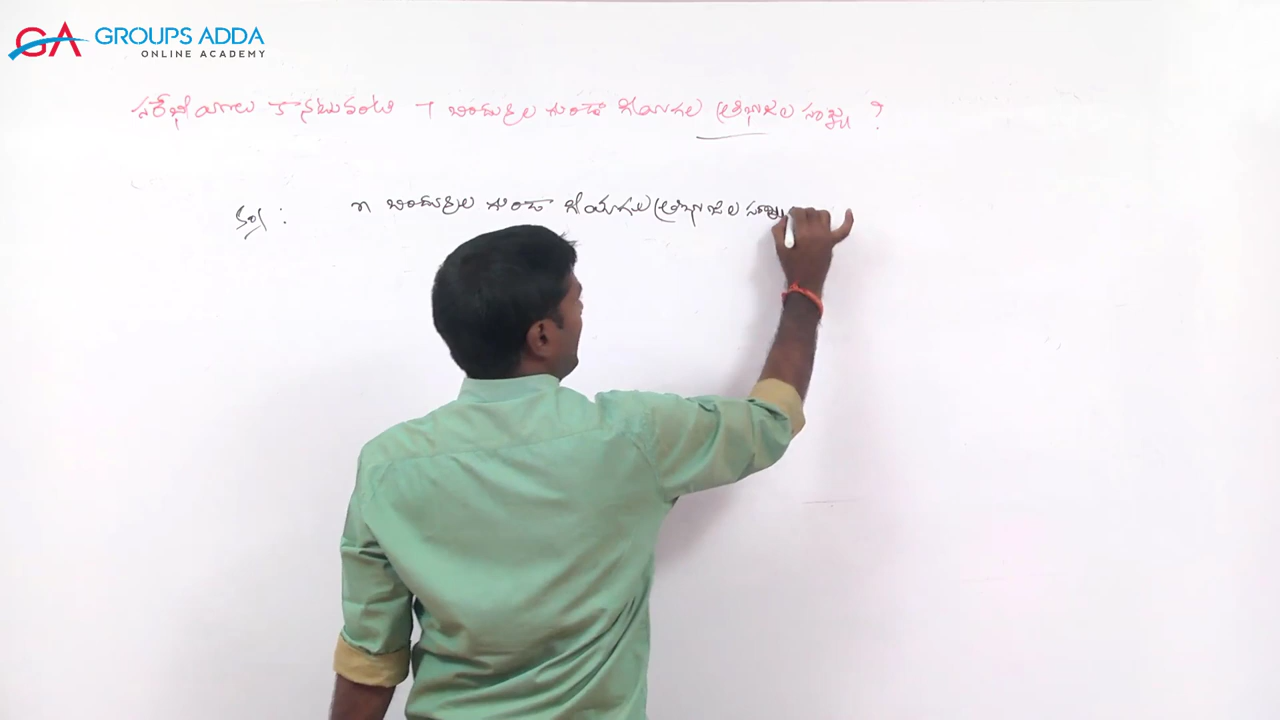 GA GROUPS ADDA
ONLINE ACADEMY
సరేఖీయాలు కానటువంటి 7 బిందువుల గుండా గీయగల త్రిభుజాల సంఖ్య ?
n బిందువుల గుండా గీయగల త్రిభుజాల సంఖ్య